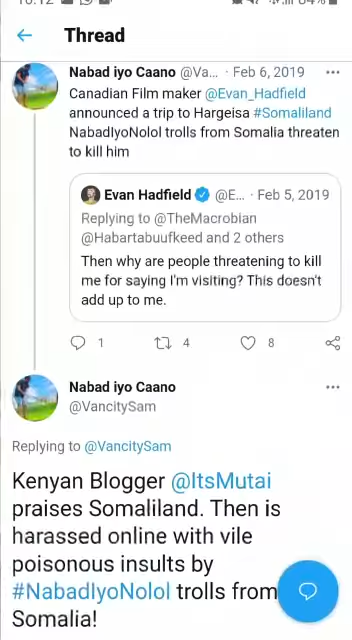 Thread
Nabad iyo Caano @Va... · Feb 6, 2019
Canadian Film maker @Evan_Hadfield
announced a trip to Hargeisa #Somaliland
NabadIyoNolol trolls from Somalia threaten
to kill him
Evan Hadfield @E... · Feb 5, 2019
Replying to @TheMacrobian
@Habartabuufkeed and 2 others
Then why are people threatening to kill
me for saying I'm visiting? This doesn't
add up to me.
1 4 8
Nabad iyo Caano
@VancitySam
Replying to @VancitySam
Kenyan Blogger @ItsMutai
praises Somaliland. Then is
harassed online with vile
poisonous insults by
#NabadIyoNolol trolls from
Somalia!